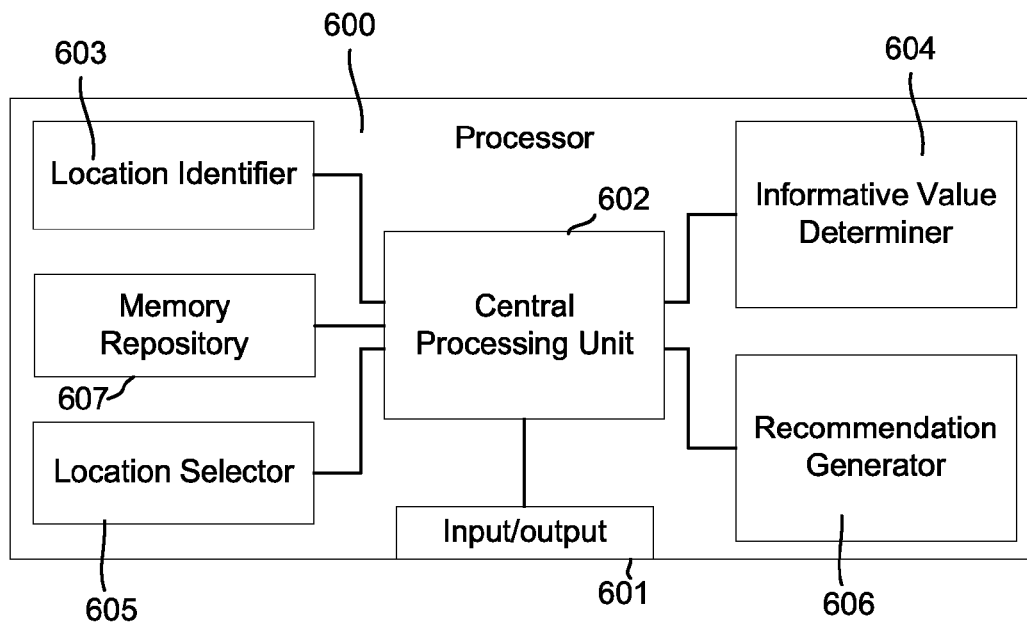 603
600
604
Processor
Location Identifier
Informative Value
Determiner
602
Memory
Repository
607
Central
Processing Unit
Location Selector
Recommendation
Generator
Input/output
605
601
606